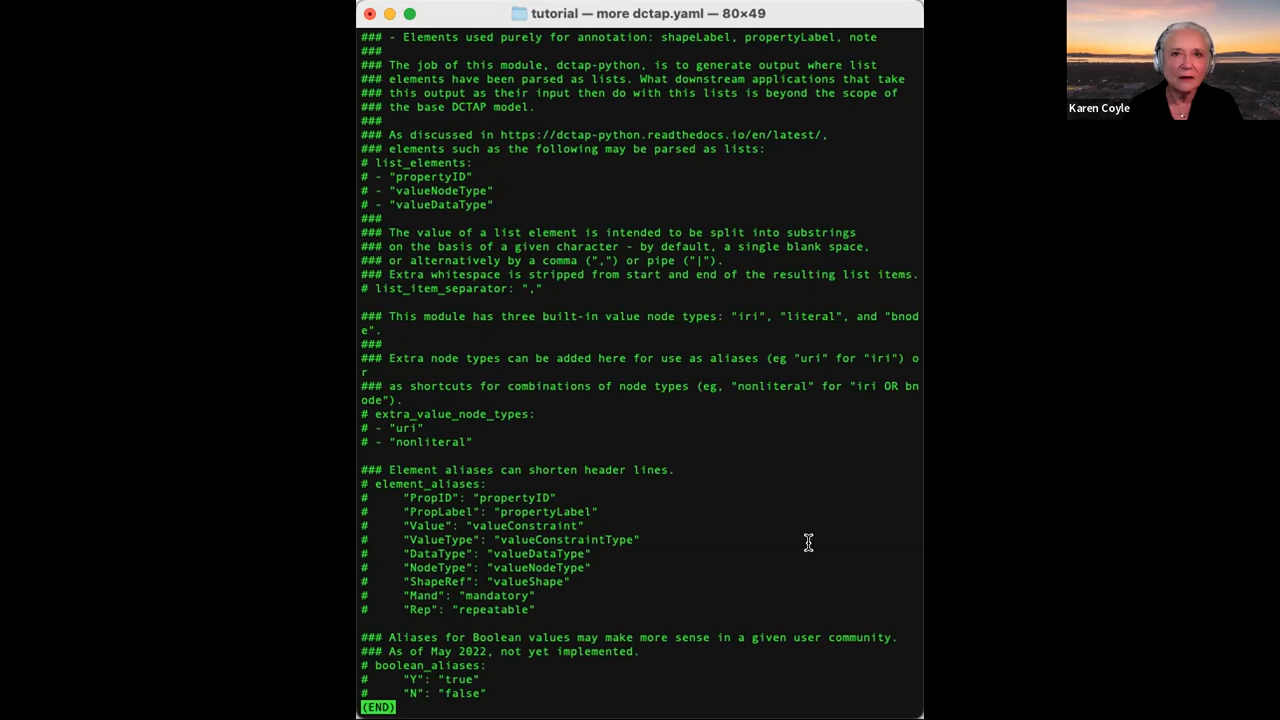 tutorial — more dctap.yaml — 80×49
### - Elements used purely for annotation: shapeLabel, propertyLabel, note
###
### The job of this module, dctap-python, is to generate output where list
### elements have been parsed as lists. What downstream applications that take
### this output as their input then do with this lists is beyond the scope of
### the base DCTAP model.
###
### As discussed in https://dctap-python.readthedocs.io/en/latest/,
### elements such as the following may be parsed as lists:
# list_elements:
# - "propertyID"
# - "valueNodeType"
# - "valueDataType"
###
### The value of a list element is intended to be split into substrings
### on the basis of a given character - by default, a single blank space,
### or alternatively by a comma (",") or pipe ("|").
### Extra whitespace is stripped from start and end of the resulting list items.
# list_item_separator: ","
### This module has three built-in value node types: "iri", "literal", and "bnod
e".
###
### Extra node types can be added here for use as aliases (eg "uri" for "iri") o
r
### as shortcuts for combinations of node types (eg, "nonliteral" for "iri OR bn
ode").
# extra_value_node_types:
# - "uri"
# - "nonliteral"
### Element aliases can shorten header lines.
# element_aliases:
#     "PropID": "propertyID"
#     "PropLabel": "propertyLabel"
#     "Value": "valueConstraint"
#     "ValueType": "valueConstraintType"
#     "DataType": "valueDataType"
#     "NodeType": "valueNodeType"
#     "ShapeRef": "valueShape"
#     "Mand": "mandatory"
#     "Rep": "repeatable"
### Aliases for Boolean values may make more sense in a given user community.
### As of May 2022, not yet implemented.
# boolean_aliases:
#     "Y": "true"
#     "N": "false"
(END)
Karen Coyle